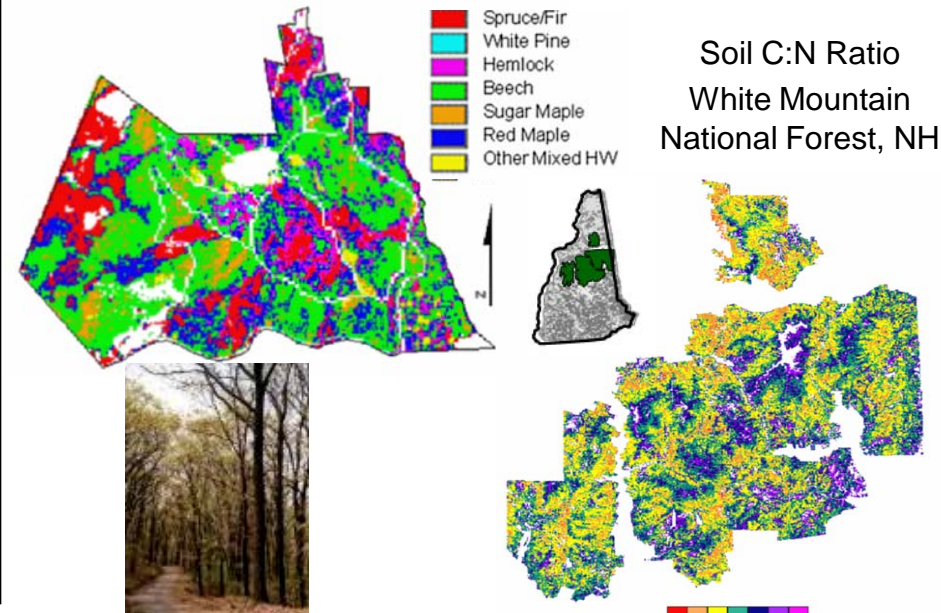 Spruce/Fir
White Pine
Hemlock
Beech
Sugar Maple
Red Maple
Other Mixed HW
Soil C:N Ratio
White Mountain
National Forest, NH
N